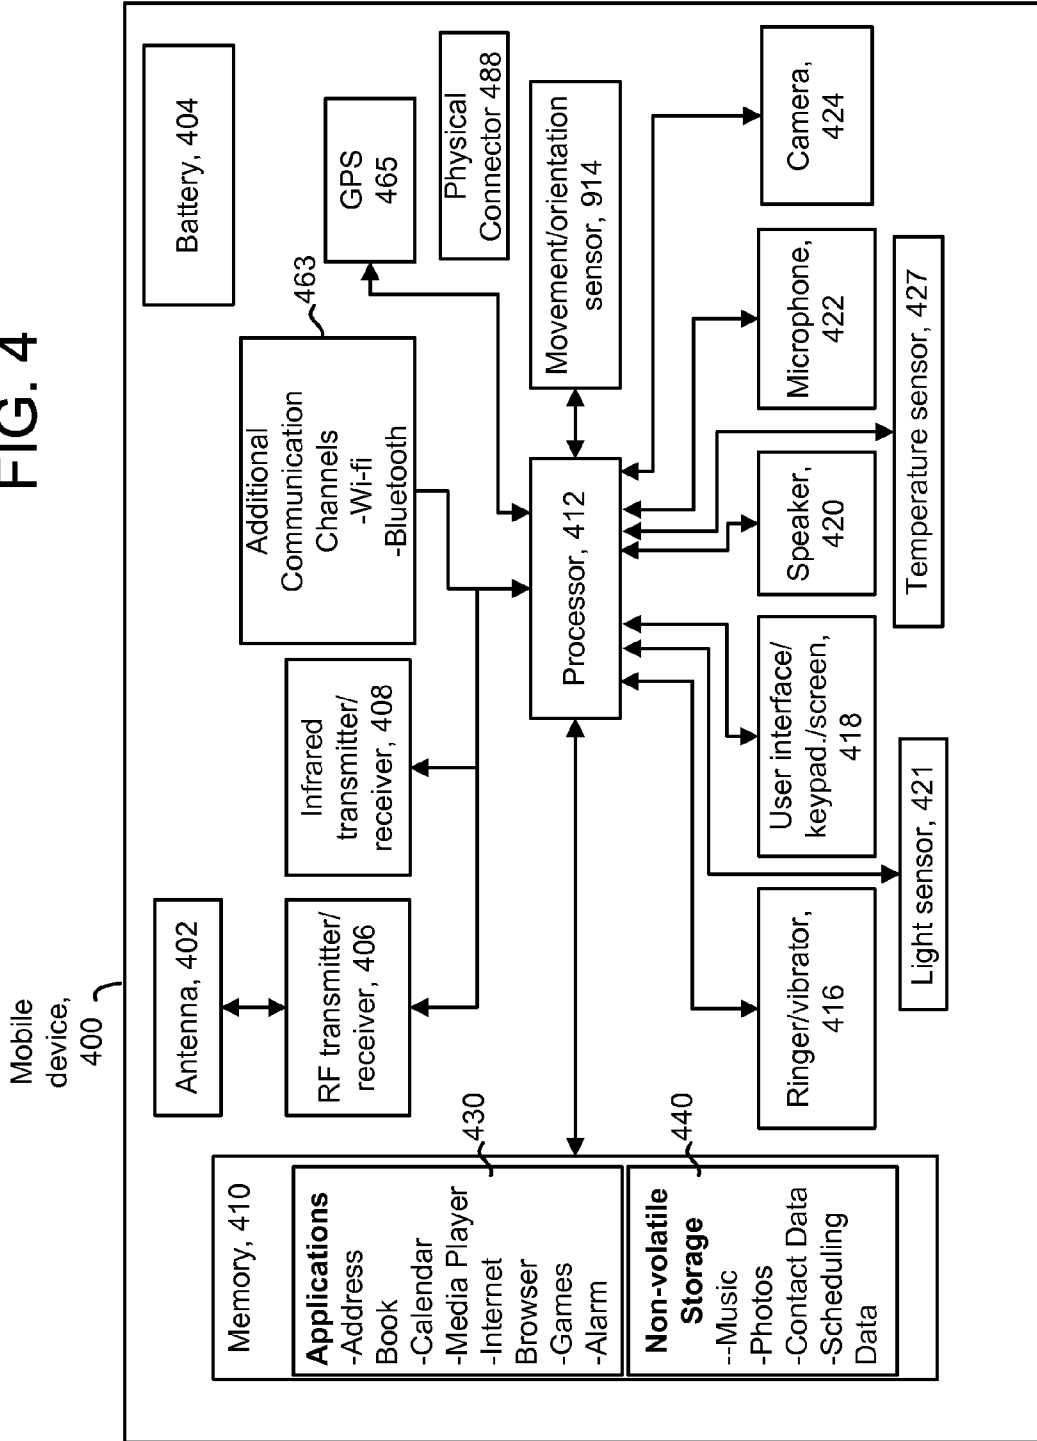 FIG. 4
Mobile
device,
400
Memory, 410
Applications
-Address
Book
-Calendar
-Media Player
-Internet
Browser
-Games
-Alarm
430
Non-volatile
Storage
--Music
-Photos
-Contact Data
-Scheduling
Data
440
Antenna, 402
RF transmitter/
receiver, 406
Infrared
transmitter/
receiver, 408
Additional
Communication
Channels
-Wi-fi
-Bluetooth
463
Battery, 404
GPS
465
Physical
Connector 488
Processor, 412
Movement/orientation
sensor, 914
Ringer/vibrator,
416
User interface/
keypad./screen,
418
Speaker,
420
Microphone,
422
Camera,
424
Light sensor, 421
Temperature sensor, 427